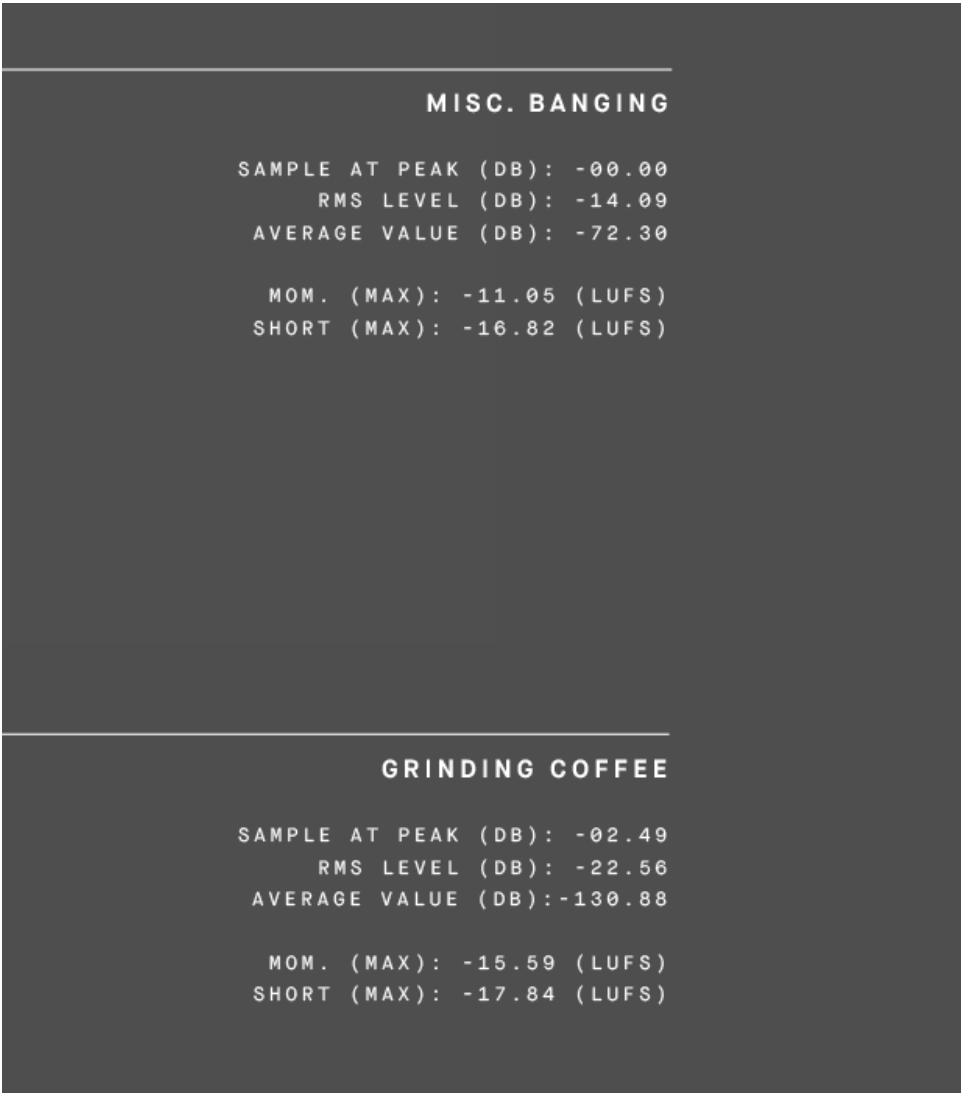 MISC. BANGING
SAMPLE AT PEAK (DB): -00.00
RMS LEVEL (DB): -14.09
AVERAGE VALUE (DB): -72.30
MOM. (MAX): -11.05 (LUFS)
SHORT (MAX): -16.82 (LUFS)
GRINDING COFFEE
SAMPLE AT PEAK (DB): -02.49
RMS LEVEL (DB): -22.56
AVERAGE VALUE (DB):-130.88
MOM. (MAX): -15.59 (LUFS)
SHORT (MAX): -17.84 (LUFS)